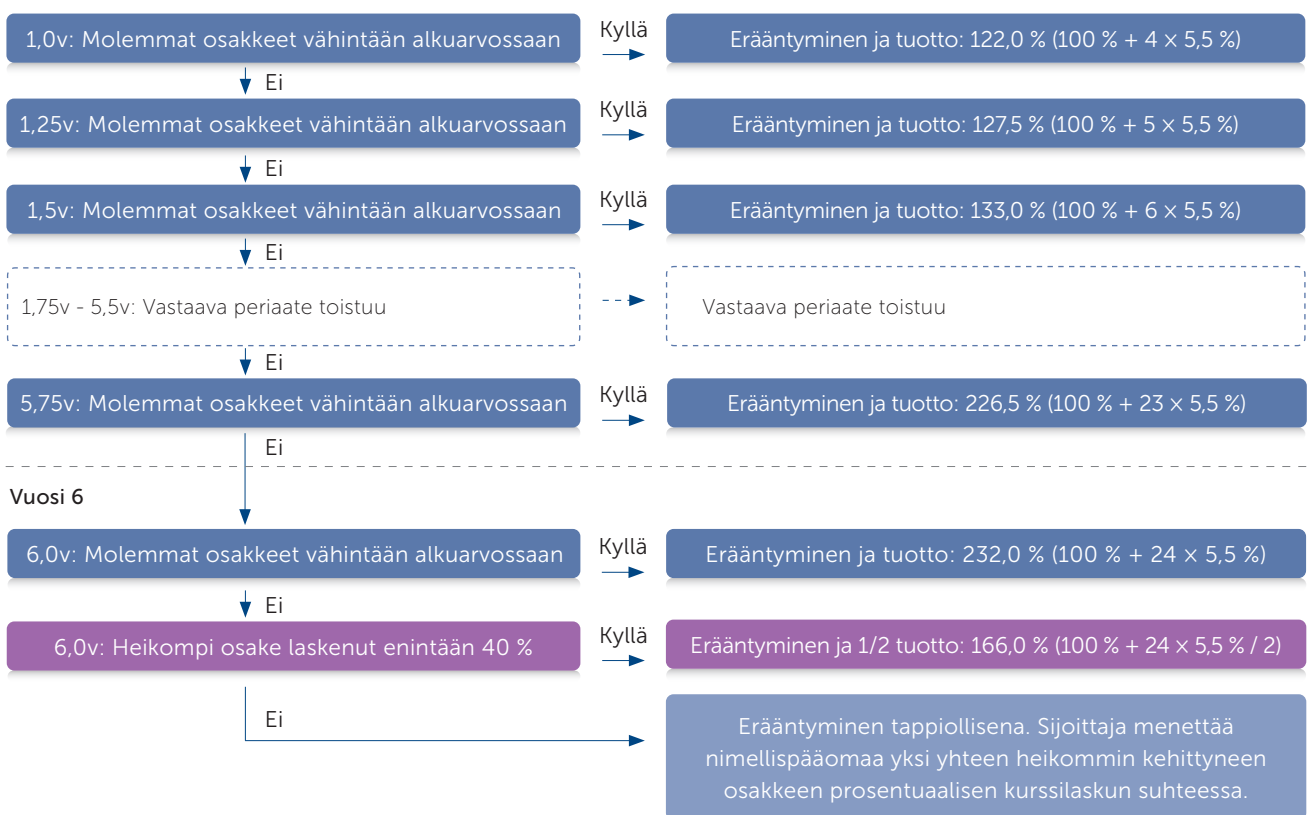 1,0v: Molemmat osakkeet vähintään alkuarvossaan
Kyllä
Erääntyminen ja tuotto: 122,0 % (100 % + 4 × 5,5 %)
Ei
1,25v: Molemmat osakkeet vähintään alkuarvossaan
Kyllä
Erääntyminen ja tuotto: 127,5 % (100 % + 5 × 5,5 %)
Ei
1,5v: Molemmat osakkeet vähintään alkuarvossaan
Kyllä
Erääntyminen ja tuotto: 133,0 % (100 % + 6 × 5,5 %)
Ei
1,75v - 5,5v: Vastaava periaate toistuu
Vastaava periaate toistuu
Ei
5,75v: Molemmat osakkeet vähintään alkuarvossaan
Kyllä
Erääntyminen ja tuotto: 226,5 % (100 % + 23 × 5,5 %)
Ei
Vuosi 6
6,0v: Molemmat osakkeet vähintään alkuarvossaan
Kyllä
Erääntyminen ja tuotto: 232,0 % (100 % + 24 × 5,5 %)
Ei
6,0v: Heikompi osake laskenut enintään 40 %
Kyllä
Erääntyminen ja 1/2 tuotto: 166,0 % (100 % + 24 × 5,5 % / 2)
Ei
Erääntyminen tappiollisena. Sijoittaja menettää
nimellispääomaa yksi yhteen heikommin kehittyneen
osakkeen prosentuaalisen kurssilaskun suhteessa.